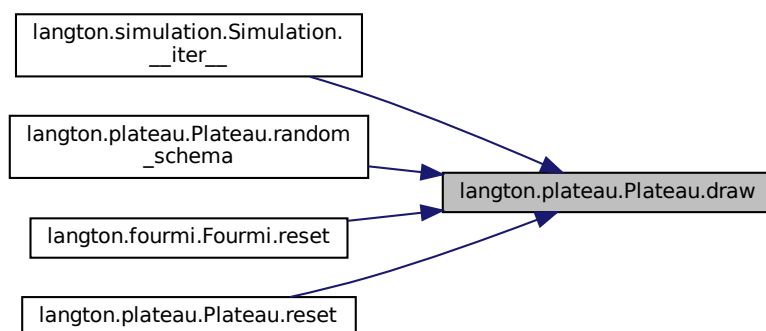 langton.simulation.Simulation.
__iter__
langton.plateau.Plateau.random
_schema
langton.plateau.Plateau.draw
langton.fourmi.Fourmi.reset
langton.plateau.Plateau.reset